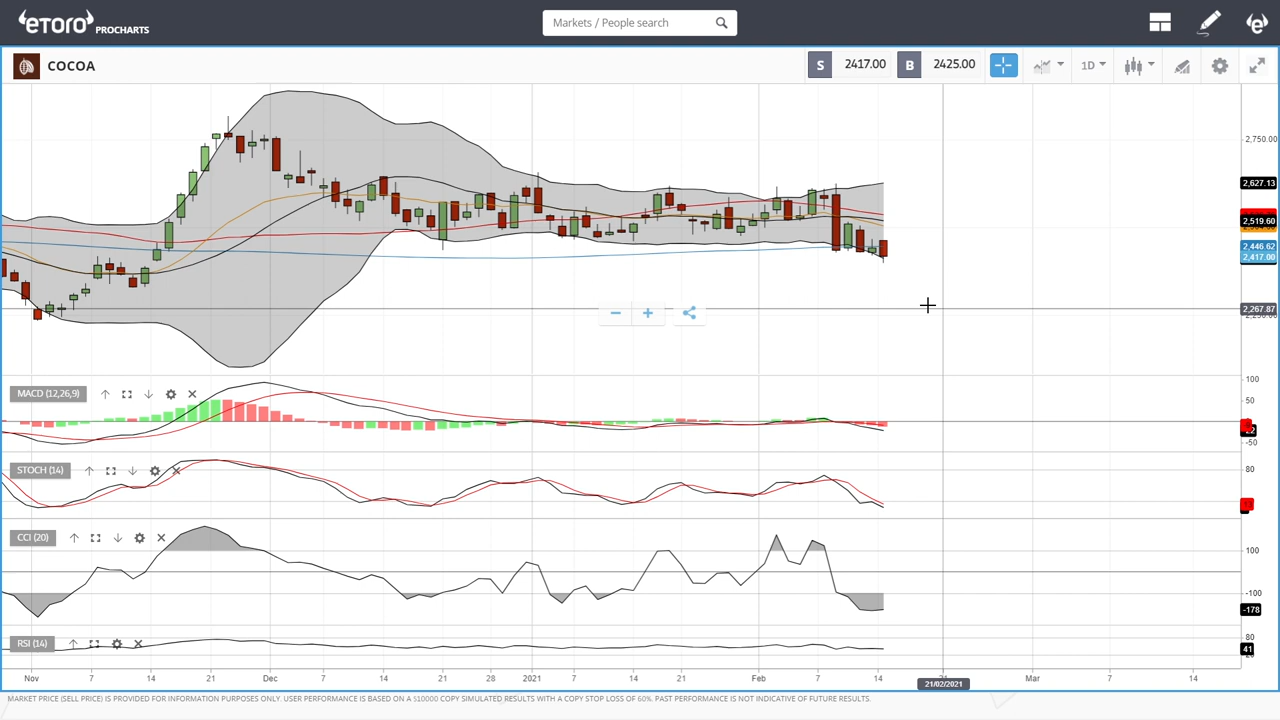 etoro PROCHARTS
Markets / People search
COCOA
S 2417.00 B 2425.00
1D
2,750.00
2,627.13
2,519.60
2,446.62
2,417.00
2,267.87
MACD (12,26,9)
100
50
-50
STOCH (14)
80
CCI (20)
100
-100
-178
RSI (14)
80
41
Nov 7 14 21 Dec 7 14 21 28 2021 7 14 21 Feb 7 14 Mar 7 14
21/02/2021
MARKET PRICE (SELL PRICE) IS PROVIDED FOR INFORMATION PURPOSES ONLY. USER PERFORMANCE IS BASED ON A $10000 COPY SIMULATED RESULTS WITH A COPY STOP LOSS OF 60%. PAST PERFORMANCE IS NOT INDICATIVE OF FUTURE RESULTS.